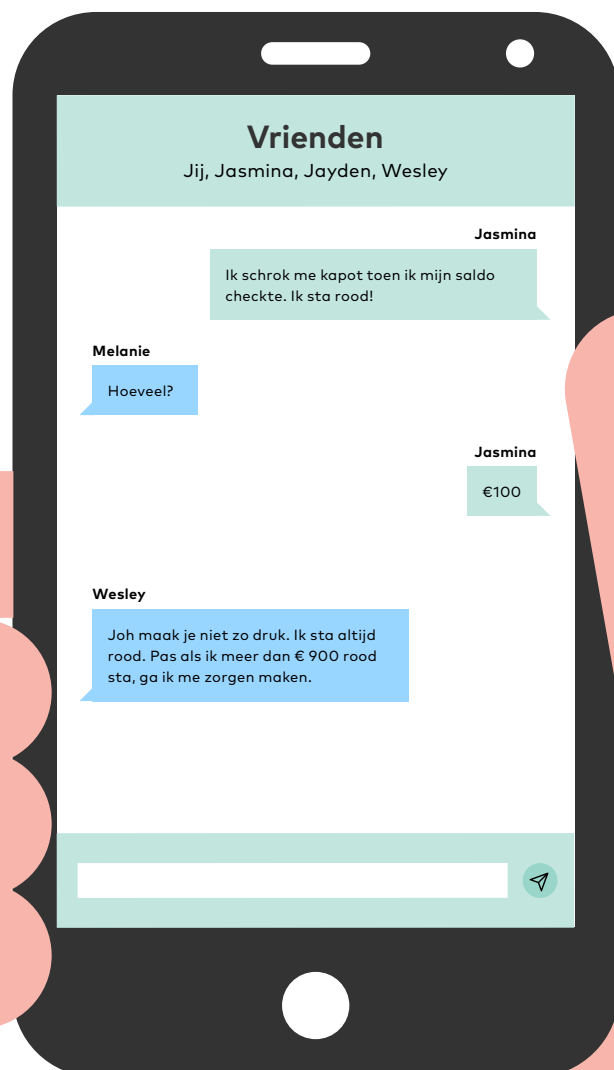 Vrienden
Jij, Jasmina, Jayden, Wesley
Jasmina
Ik schrok me kapot toen ik mijn saldo
checkte. Ik sta rood!
Melanie
Hoeveel?
Jasmina
€100
Wesley
Joh maak je niet zo druk. Ik sta altijd
rood. Pas als ik meer dan € 900 rood
sta, ga ik me zorgen maken.